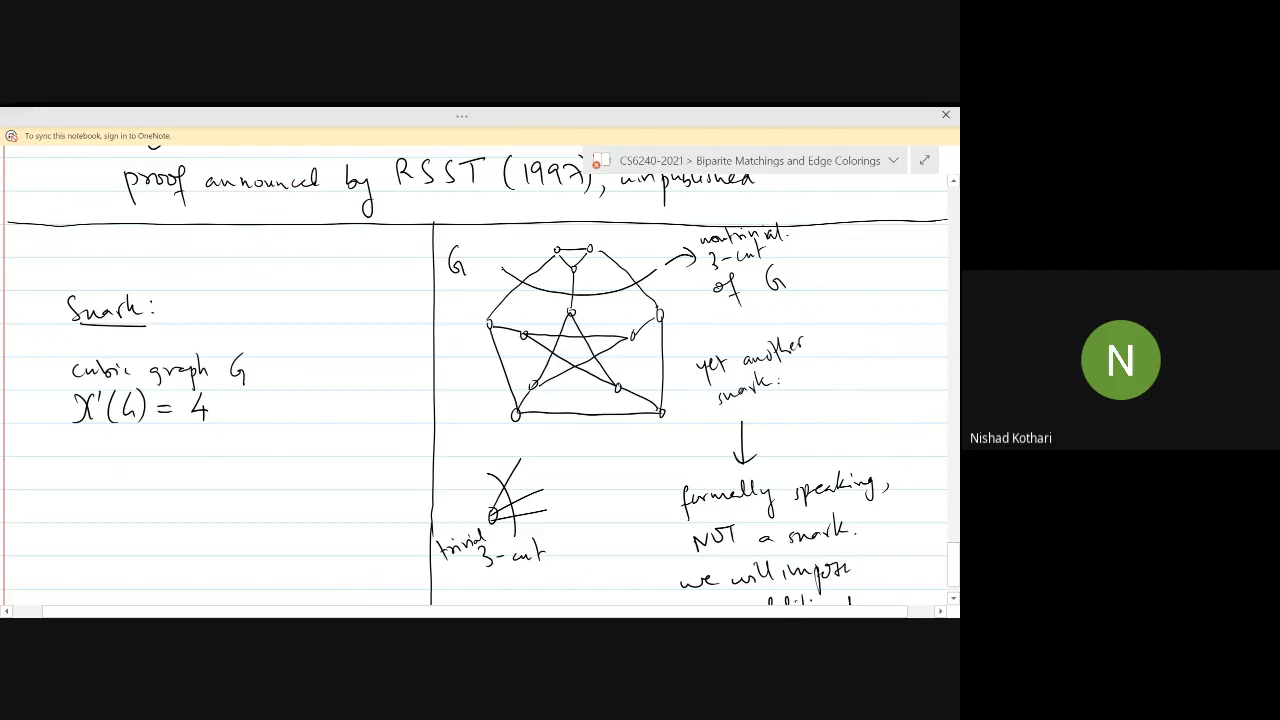 To sync this notebook, sign in to OneNote.
CS6240-2021 > Biparite Matchings and Edge Colorings
proof announced by RSST (1997), unpublished
Snark:
cubic graph G
χ'(G) = 4
G
nontrivial
3-cut
of G
yet another
snark:
trivial
3-cut
formally speaking,
NOT a snark.
we will impose
N
Nishad Kothari